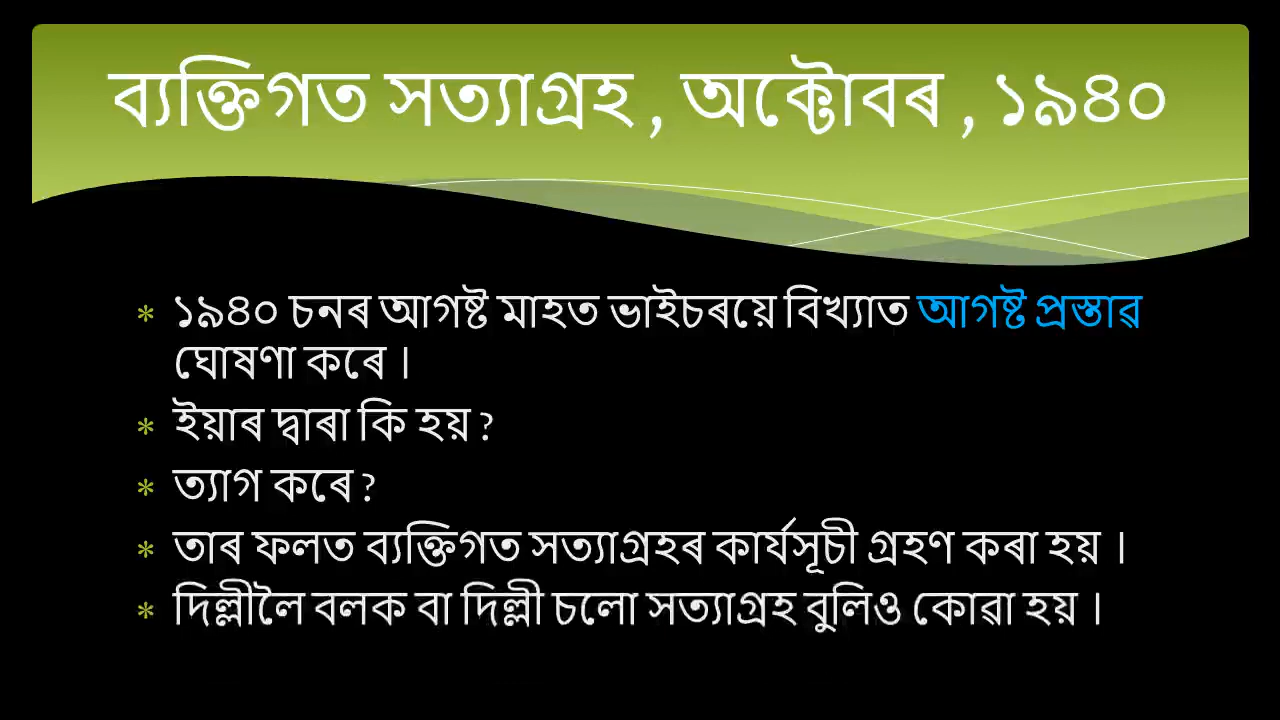 ব্যক্তিগত সত্যাগ্ৰহ , অক্টোবৰ , ১৯৪০
* ১৯৪০ চনৰ আগষ্ট মাহত ভাইচৰয়ে বিখ্যাত আগষ্ট প্ৰস্তাৱ
ঘোষণা কৰে ।
* ইয়াৰ দ্বাৰা কি হয় ?
* ত্যাগ কৰে ?
* তাৰ ফলত ব্যক্তিগত সত্যাগ্ৰহৰ কাৰ্যসূচী গ্ৰহণ কৰা হয় ।
* দিল্লীলৈ বলক বা দিল্লী চলো সত্যাগ্ৰহ বুলিও কোৱা হয় ।